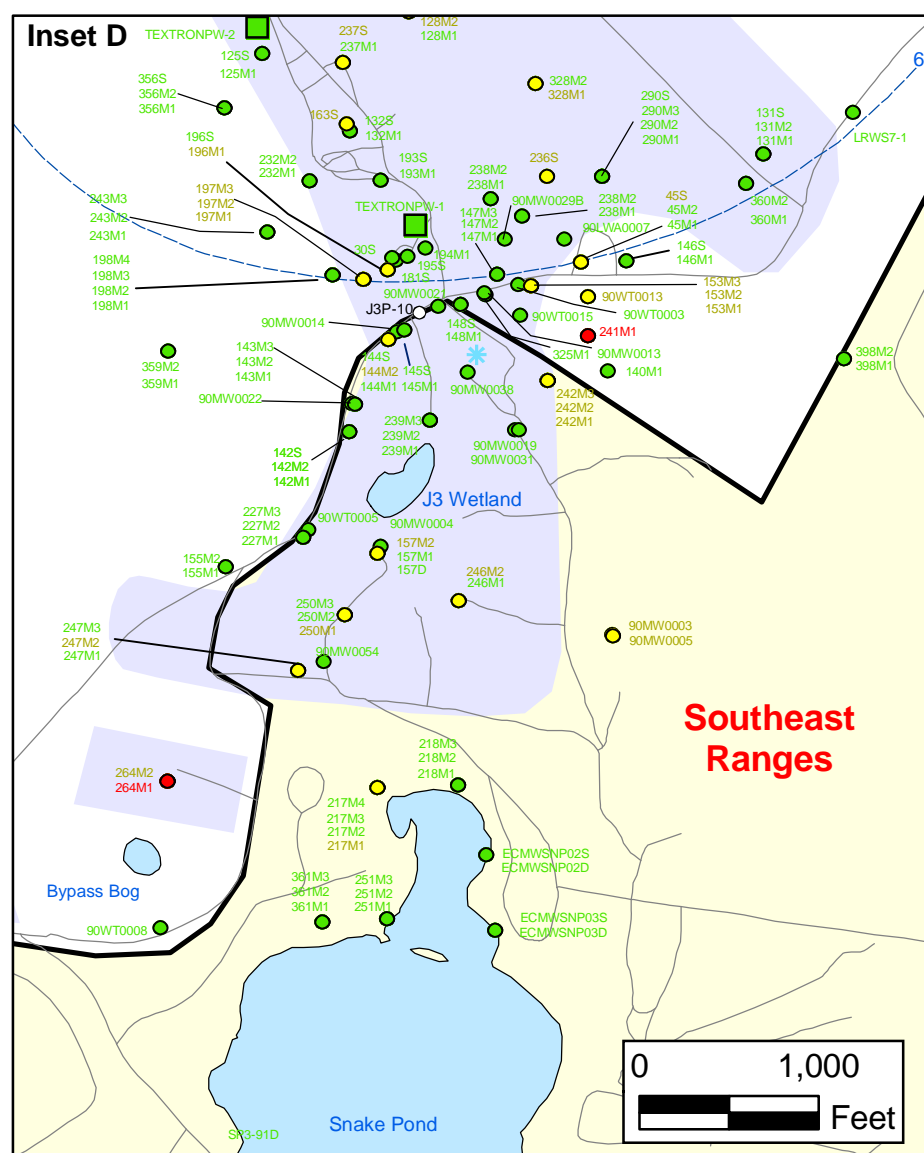 Inset D
TEXTRONPW-2
125S
125M1
237S
237M1
128M2
128M1
6
356S
356M2
356M1
163S
132S
132M1
328M2
328M1
290S
290M3
290M2
290M1
131S
131M2
131M1
LRWS7-1
196S
196M1
232M2
232M1
193S
193M1
236S
238M2
238M1
90MW0029B
238M2
238M1
45S
45M2
45M1
360M2
360M1
243M3
243M2
243M1
197M3
197M2
197M1
TEXTRONPW-1
147M3
147M2
147M1
90LWA0007
146S
146M1
30S
194M1
195S
181S
198M4
198M3
198M2
198M1
90MW0021
J3P-10
153M3
153M2
153M1
90WT0013
90WT0003
90WT0015
241M1
90MW0014
148S
148M1
325M1
90MW0013
140M1
398M2
398M1
359M2
359M1
143M3
143M2
143M1
144S
144M2
144M1
145S
145M1
90MW0038
242M3
242M2
242M1
90MW0022
239M3
239M2
239M1
90MW0019
90MW0031
142S
142M2
142M1
J3 Wetland
227M3
227M2
227M1
90WT0005
90MW0004
157M2
157M1
157D
155M2
155M1
246M2
246M1
250M3
250M2
250M1
90MW0003
90MW0005
247M3
247M2
247M1
90MW0054
Southeast
Ranges
264M2
264M1
218M3
218M2
218M1
217M4
217M3
217M2
217M1
ECMWSNP02S
ECMWSNP02D
Bypass Bog
361M3
361M2
361M1
251M3
251M2
251M1
90WT0008
ECMWSNP03S
ECMWSNP03D
0 1,000
Feet
Snake Pond
SP3-91D